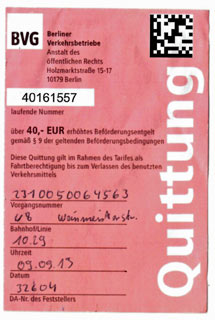 BVG
Berliner
Verkehrsbetriebe
Anstalt des
öffentlichen Rechts
Holzmarktstraße 15-17
10179 Berlin
40161557
laufende Nummer
über 40,- EUR erhöhtes Beförderungsentgelt
gemäß § 9 der geltenden Beförderungsbedingungen
Diese Quittung gilt im Rahmen des Tarifes als
Fahrtberechtigung bis zum Verlassen des benutzten
Verkehrsmittels
2310050064563
Vorgangsnummer
U8 Weinmeisterstr.
Bahnhof/Linie
10.29
Uhrzeit
09.09.13
Datum
32604
DA-Nr. des Feststellers
Quittung